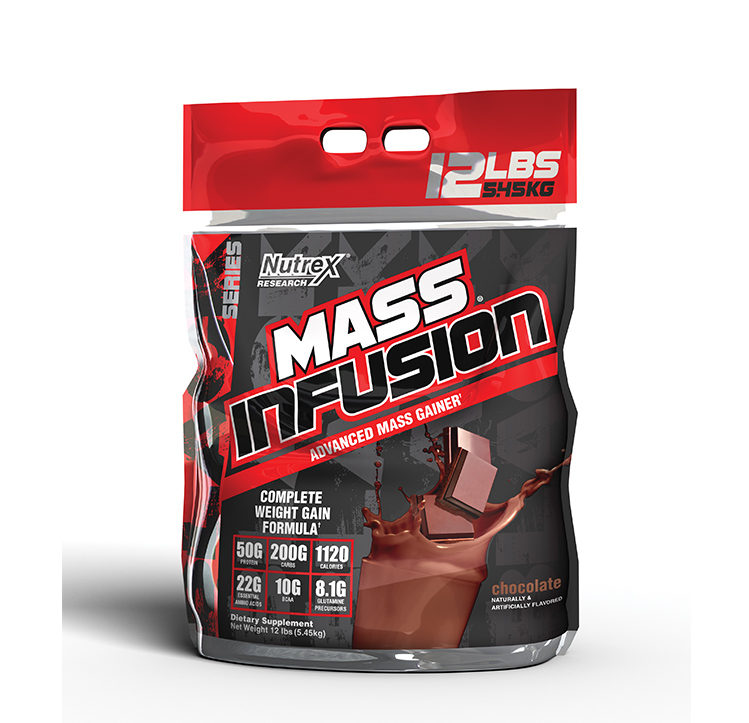 12LBS
5.45KG
SERIES
NutreX
RESEARCH
MASS®
INFUSION
ADVANCED MASS GAINER†
COMPLETE
WEIGHT GAIN
FORMULA†
50G 200G 1120
PROTEIN CARBS CALORIES
22G 10G 8.1G
ESSENTIAL AMINO ACIDS BCAA GLUTAMINE PRECURSORS
Dietary Supplement
Net Weight 12 lbs (5.45kg)
chocolate
NATURALLY &
ARTIFICIALLY FLAVORED